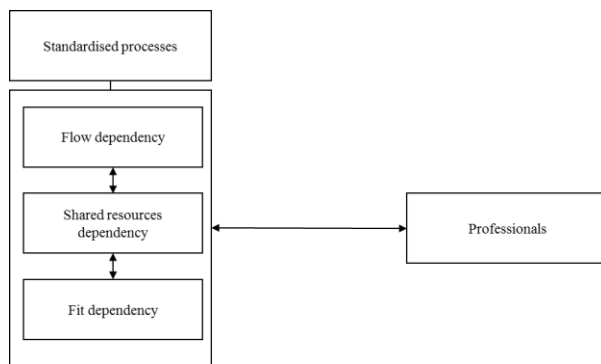 Standardised processes
Flow dependency
Shared resources
dependency
Professionals
Fit dependency